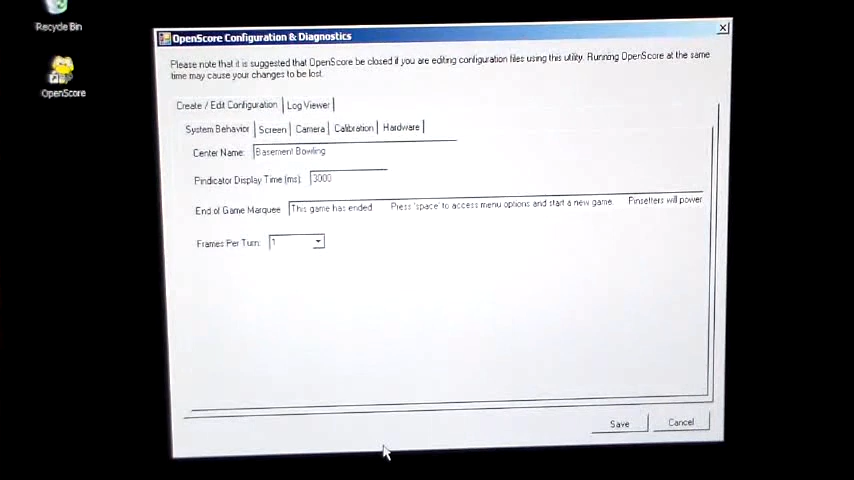 Recycle Bin
OpenScore
OpenScore Configuration & Diagnostics
Please note that it is suggested that OpenScore be closed if you are editing configuration files using this utility. Running OpenScore at the same
time may cause your changes to be lost.
Create / Edit Configuration Log Viewer
System Behavior Screen Camera Calibration Hardware
Center Name: Basement Bowling
Pindicator Display Time (ms): 3000
End of Game Marquee This game has ended Press 'space' to access menu options and start a new game. Pinsetters will power
Frames Per Turn: 1
Save Cancel